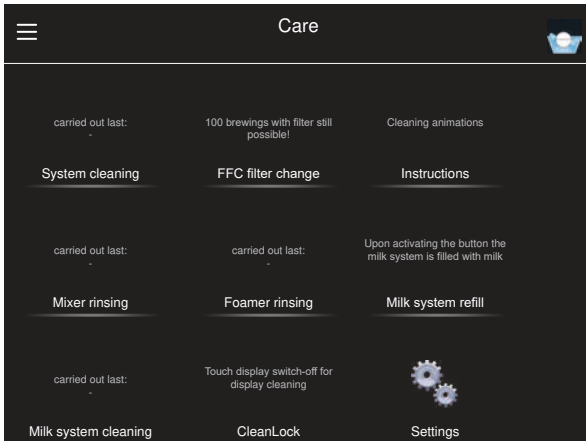 Care
carried out last:
-
100 brewings with filter still
possible!
Cleaning animations
System cleaning
FFC filter change
Instructions
carried out last:
-
carried out last:
-
Upon activating the button the
milk system is filled with milk
Mixer rinsing
Foamer rinsing
Milk system refill
carried out last:
-
Touch display switch-off for
display cleaning
Milk system cleaning
CleanLock
Settings